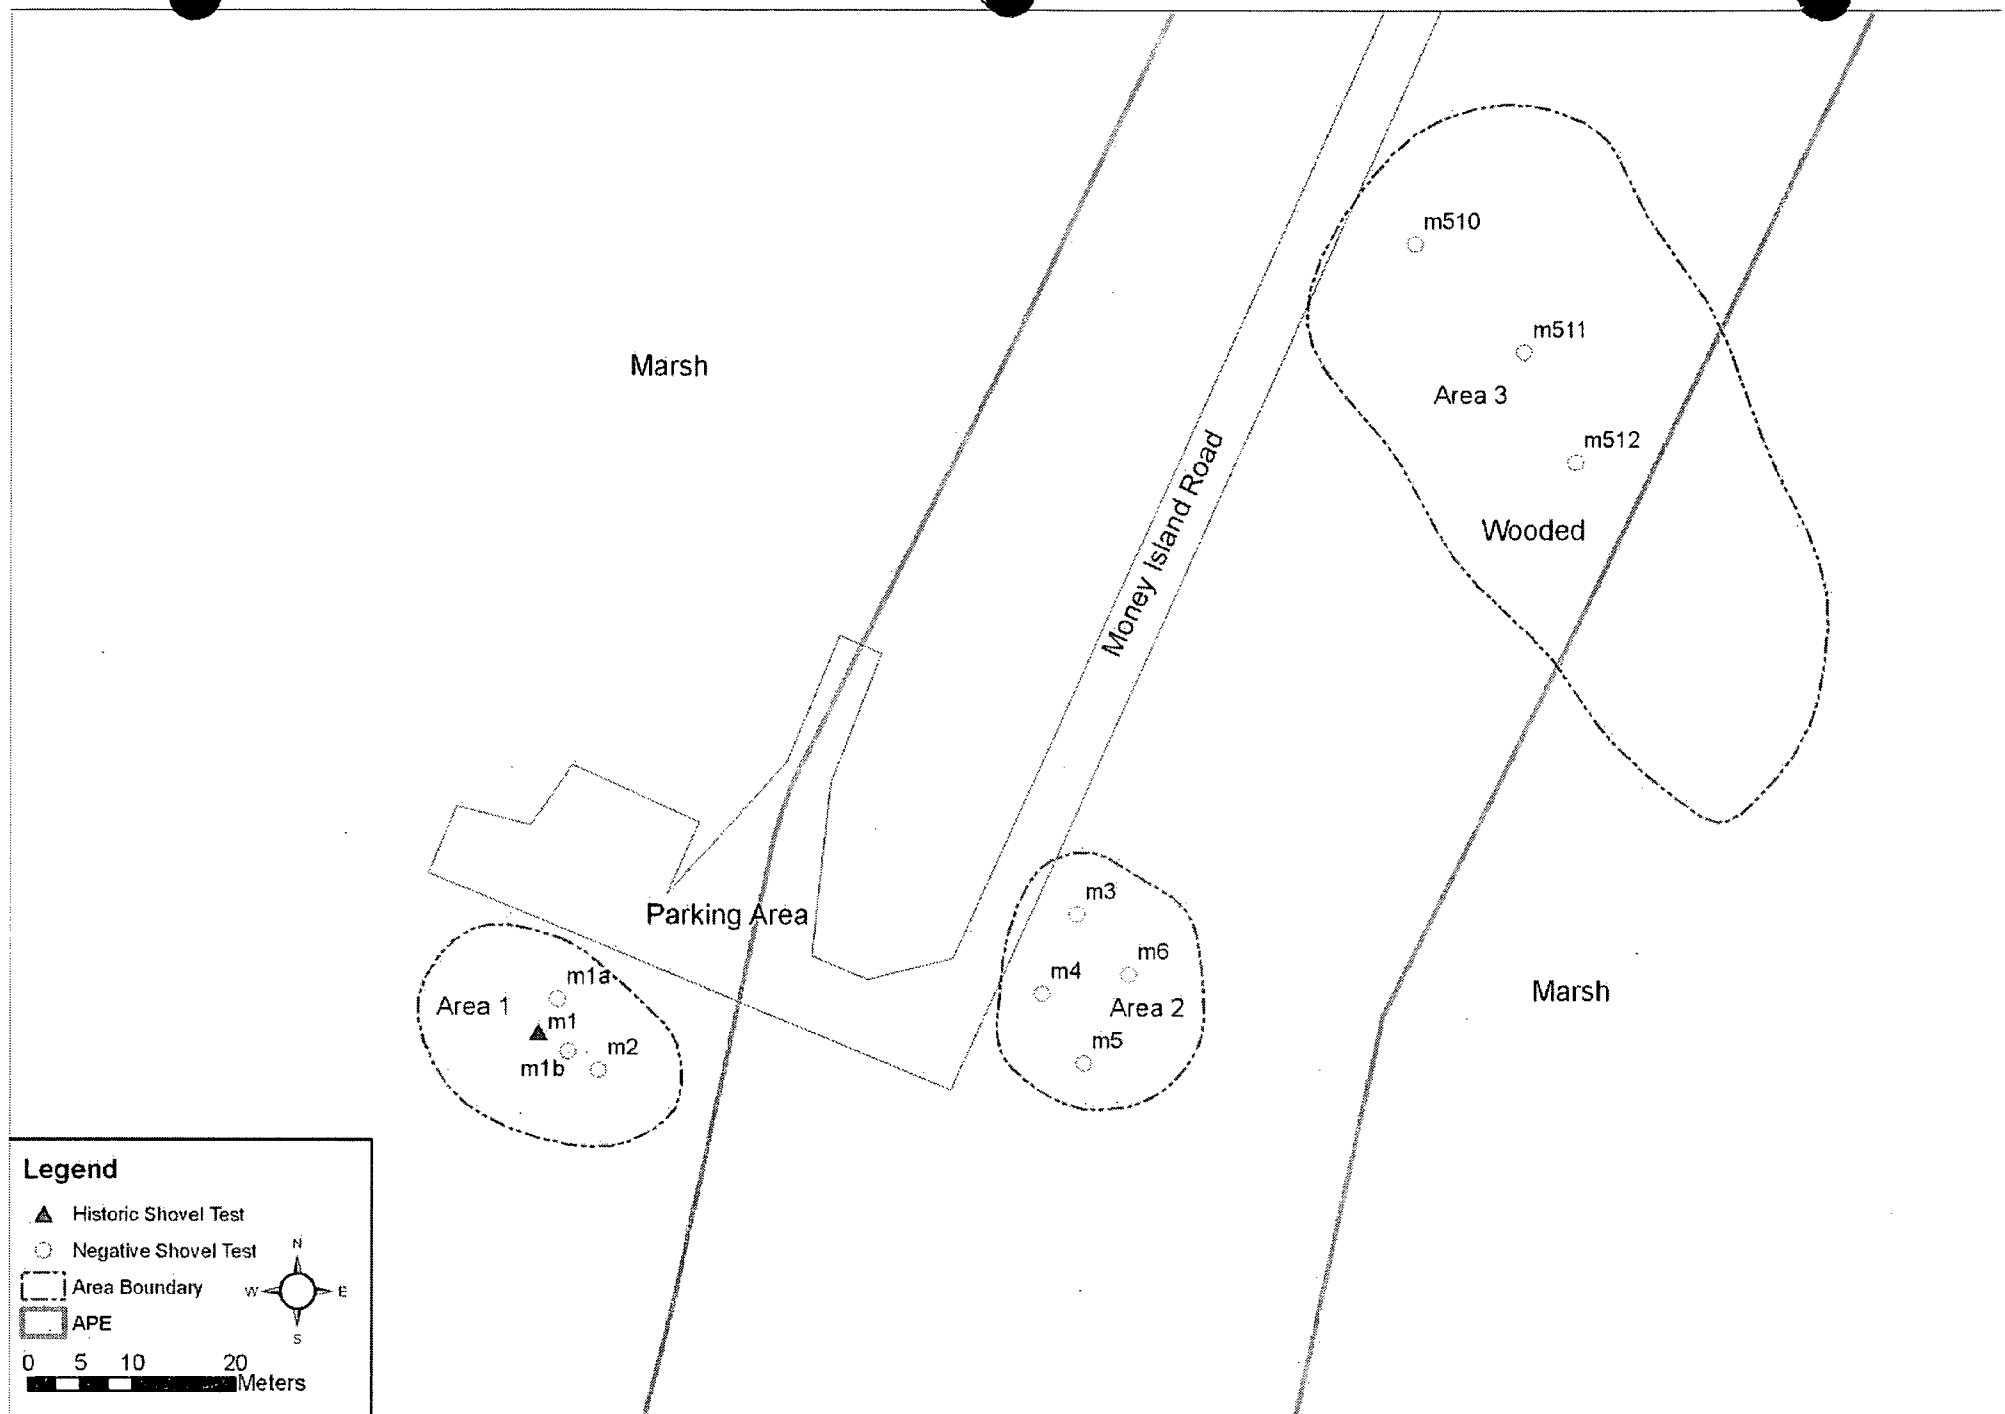 m510
m511
Marsh
Area 3
m512
Wooded
Money Island Road
m3
Parking Area
m6
m1a
m4
Area 1
Area 2
Marsh
m1
m5
m2
m1b
Legend
Historic Shovel Test
Negative Shovel Test
Area Boundary
APE
N
W E
S
0 5 10 20
Meters